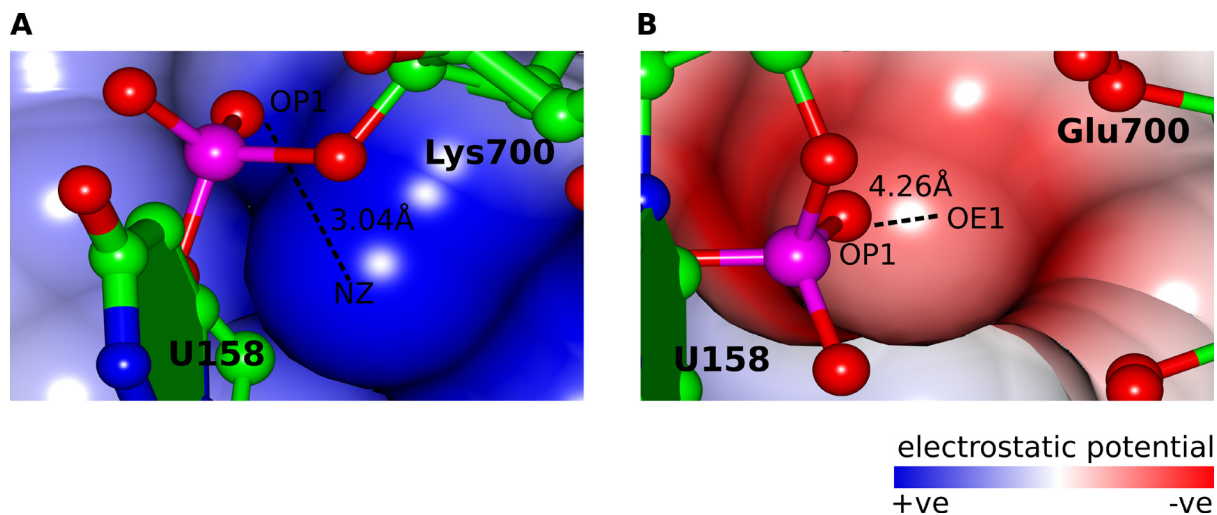 A
B
OP1
Lys700
3.04Å
NZ
U158
Glu700
4.26Å
OE1
OP1
U158
electrostatic potential
+ve -ve